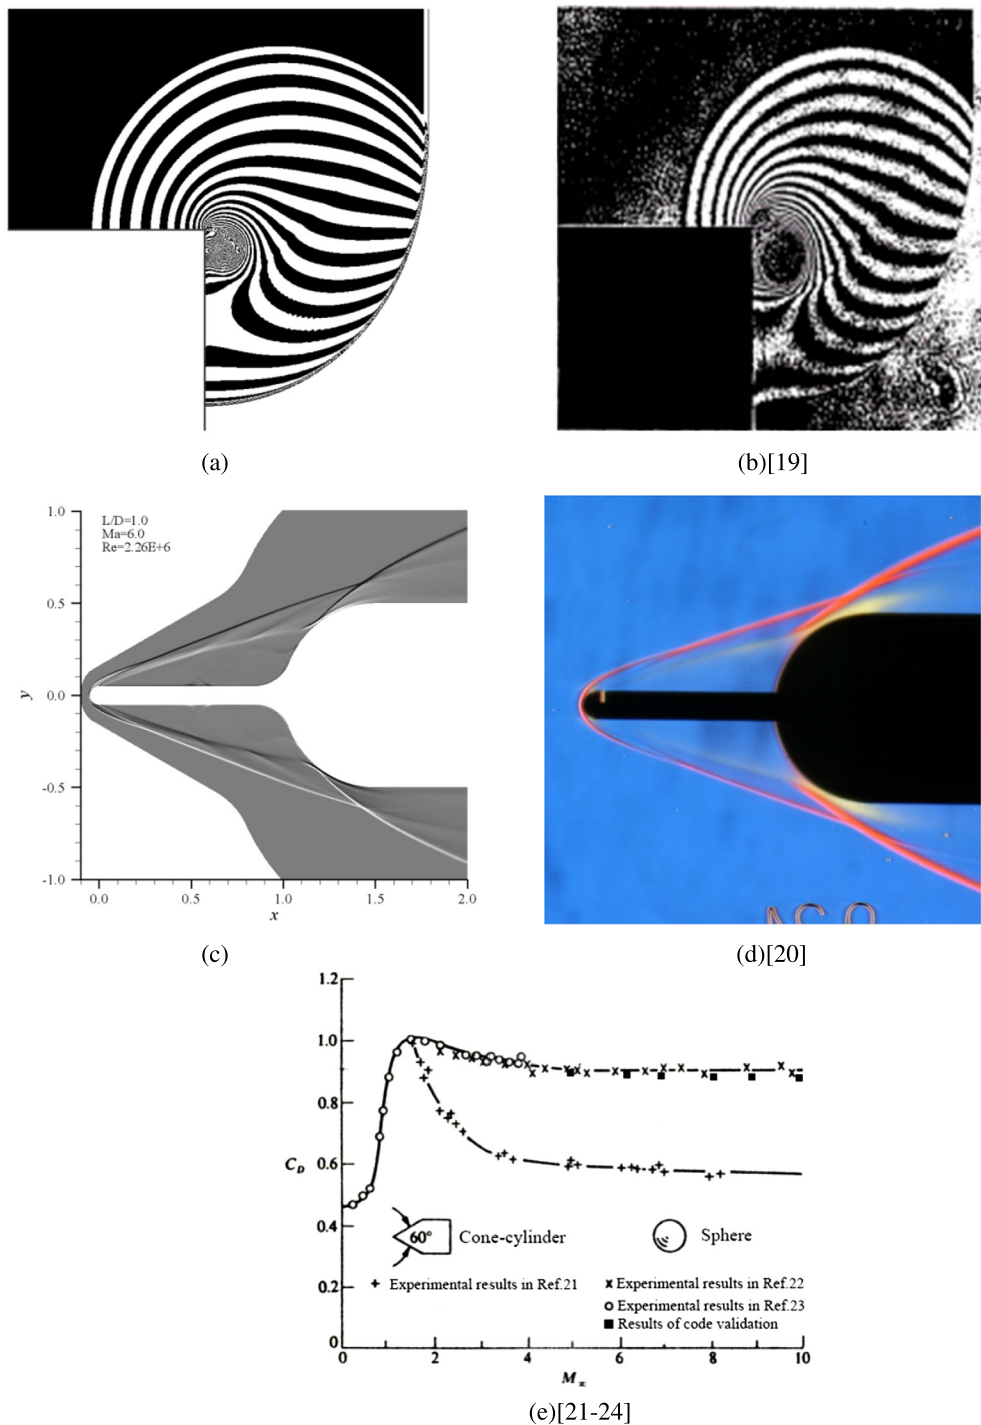 (a)
(b)[19]
1.0
L/D=1.0
Ma=6.0
Re=2.26E+6
0.5
y
0.0
-0.5
-1.0
0.0 0.5 1.0 1.5 2.0
x
(c)
(d)[20]
1.2
1.0
0.8
C_D 0.6
0.4
60° Cone-cylinder Sphere
+ Experimental results in Ref.21
x Experimental results in Ref.22
o Experimental results in Ref.23
■ Results of code validation
0.2
0
0 2 4 6 8 10
M_∞
(e)[21-24]